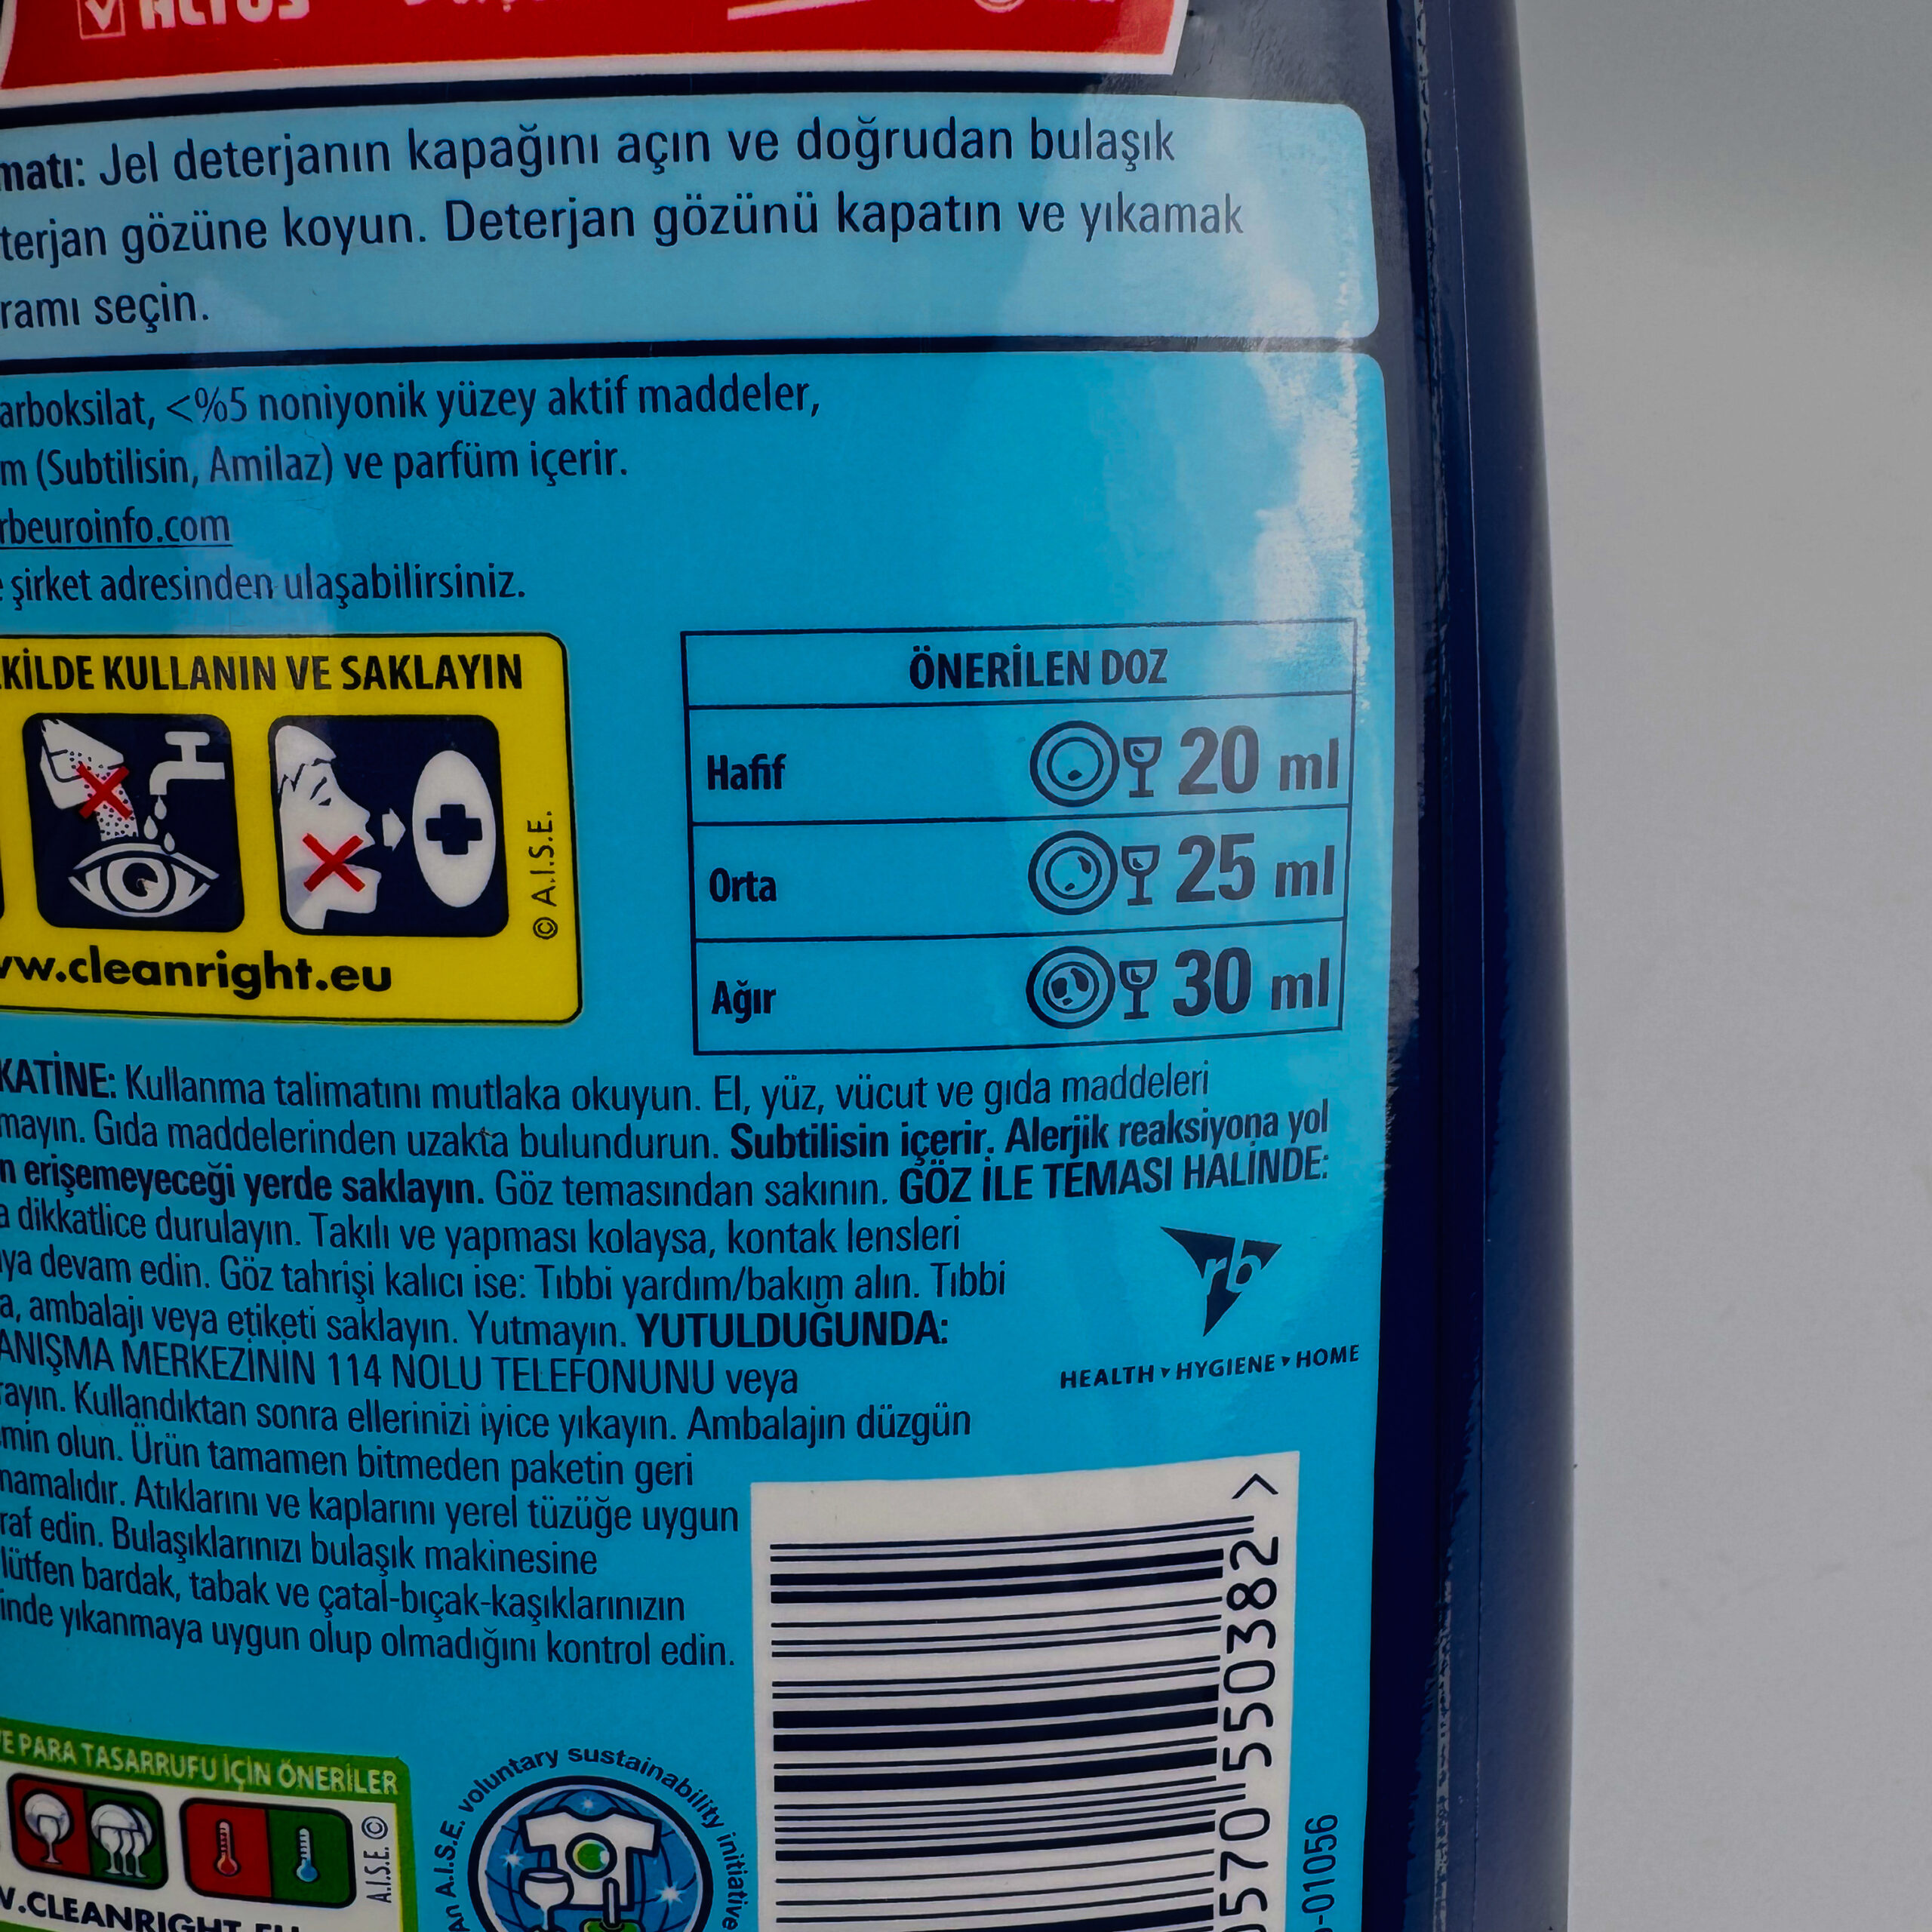 ALTUS
matı: Jel deterjanın kapağını açın ve doğrudan bulaşık
terjan gözüne koyun. Deterjan gözünü kapatın ve yıkamak
ramı seçin.
arboksilat, <%5 noniyonik yüzey aktif maddeler,
m (Subtilisin, Amilaz) ve parfüm içerir.
rbeuroinfo.com
şirket adresinden ulaşabilirsiniz.
KİLDE KULLANIN VE SAKLAYIN
© A.I.S.E.
w.cleanright.eu
ÖNERİLEN DOZ
Hafif 20 ml
Orta 25 ml
Ağır 30 ml
KATİNE: Kullanma talimatını mutlaka okuyun. El, yüz, vücut ve gıda maddeleri
mayın. Gıda maddelerinden uzakta bulundurun. Subtilisin içerir. Alerjik reaksiyona yol
n erişemeyeceği yerde saklayın. Göz temasından sakının. GÖZ İLE TEMASI HALİNDE:
a dikkatlice durulayın. Takılı ve yapması kolaysa, kontak lensleri
ya devam edin. Göz tahrişi kalıcı ise: Tıbbi yardım/bakım alın. Tıbbi
a, ambalajı veya etiketi saklayın. Yutmayın. YUTULDUĞUNDA:
ANIŞMA MERKEZİNİN 114 NOLU TELEFONUNU veya
rayın. Kullandıktan sonra ellerinizi iyice yıkayın. Ambalajın düzgün
min olun. Ürün tamamen bitmeden paketin geri
namalıdır. Atıklarını ve kaplarını yerel tüzüğe uygun
raf edin. Bulaşıklarınızı bulaşık makinesine
lütfen bardak, tabak ve çatal-bıçak-kaşıklarınızın
inde yıkanmaya uygun olup olmadığını kontrol edin.
rb
HEALTH HYGIENE HOME
0570 550382 >
-01056
E PARA TASARRUFU İÇİN ÖNERİLER
A.I.S.E. ©
W.CLEANRIGHT.EU
an A.I.S.E. voluntary sustainability initiative